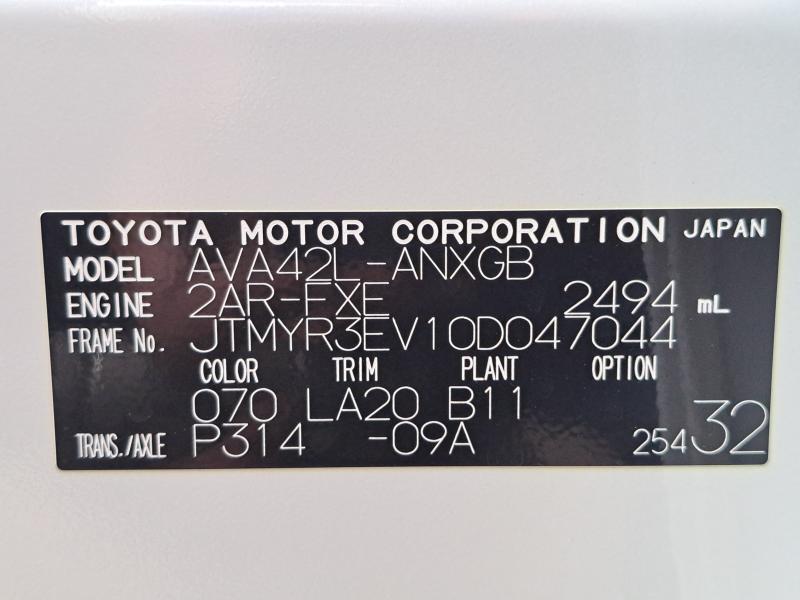 TOYOTA MOTOR CORPORATION JAPAN
MODEL AVA42L-ANXGB
ENGINE 2AR-FXE 2494 mL
FRAME No. JTMYR3EV10D047044
COLOR TRIM PLANT OPTION
070 LA20 B11
TRANS./AXLE P314 -09A 25432